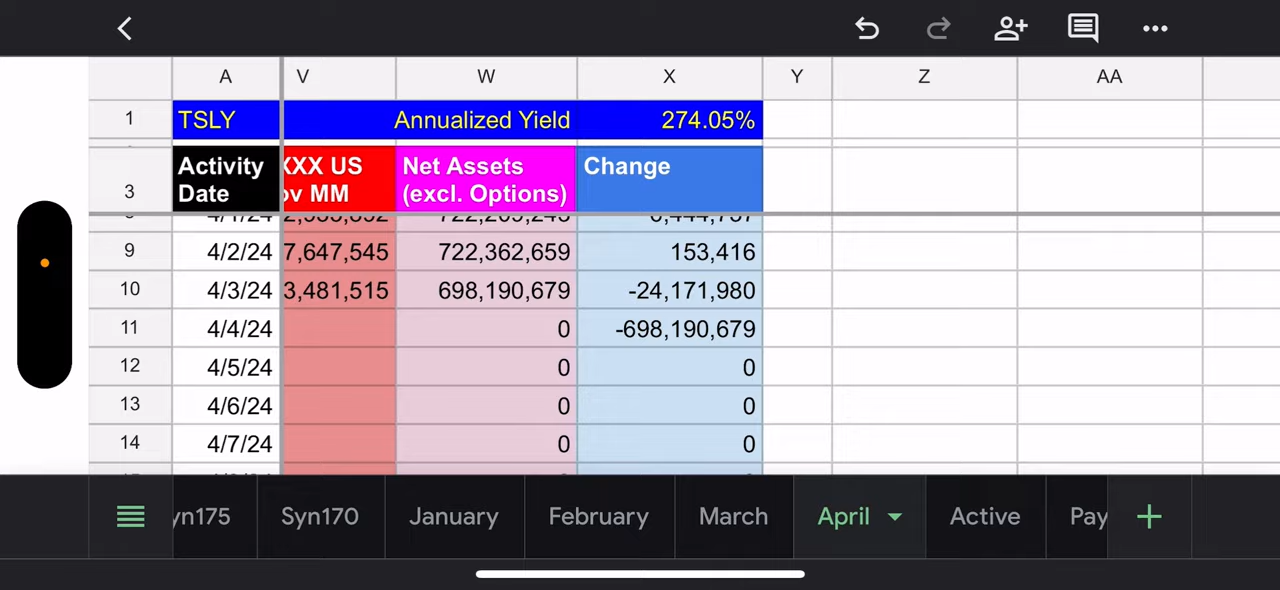 A V W X Y Z AA
1 TSLY Annualized Yield 274.05%
Activity XXX US Net Assets Change
3 Date ov MM (excl. Options)
9 4/2/24 7,647,545 722,362,659 153,416
10 4/3/24 3,481,515 698,190,679 -24,171,980
11 4/4/24 0 -698,190,679
12 4/5/24 0 0
13 4/6/24 0 0
14 4/7/24 0 0
yn175 Syn170 January February March April Active Pay